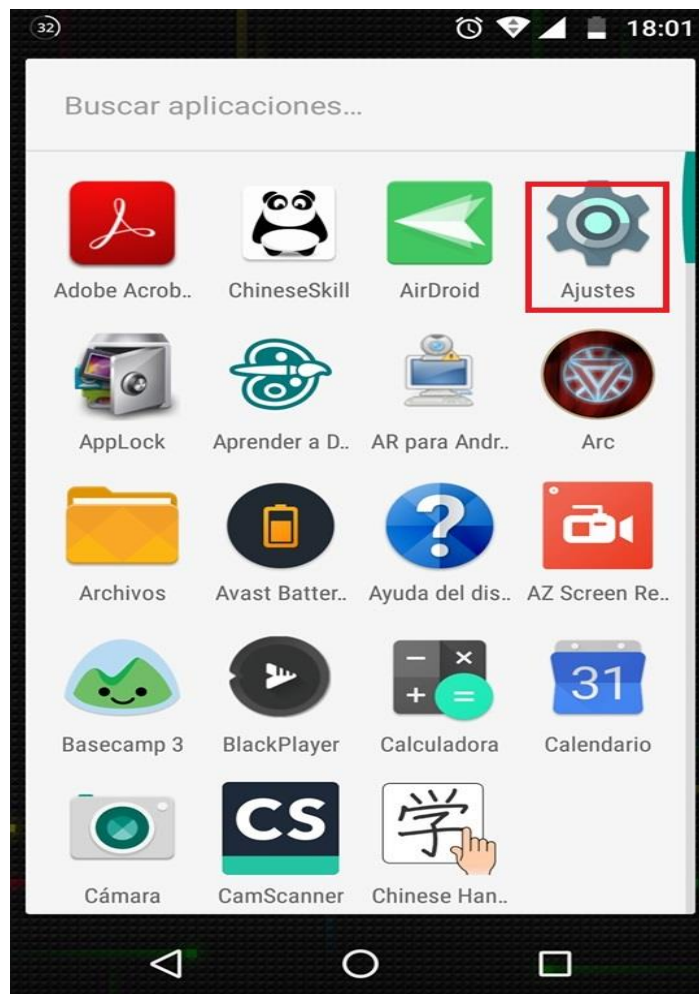 32
18:01
Buscar aplicaciones...
Adobe Acrob.. ChineseSkill AirDroid Ajustes
AppLock Aprender a D.. AR para Andr.. Arc
?
Archivos Avast Batter.. Ayuda del dis.. AZ Screen Re..
31
Basecamp 3 BlackPlayer Calculadora Calendario
CS 学
Cámara CamScanner Chinese Han..